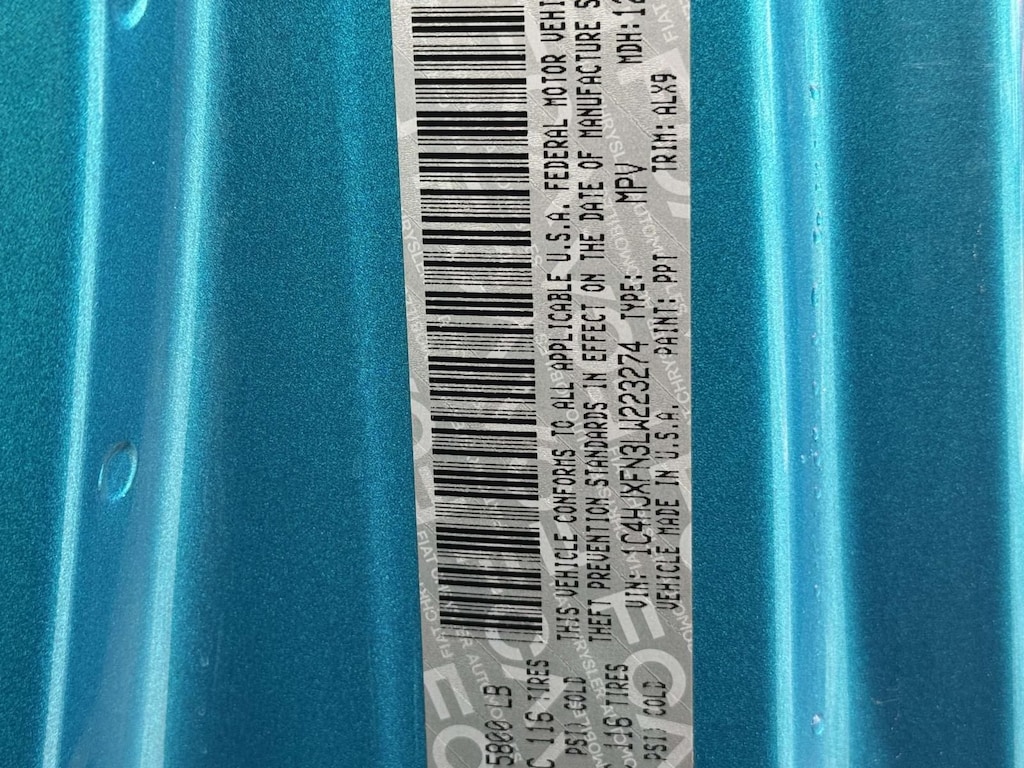 5800 LB
C 116 TIRES
PSI) COLD
116 TIRES
PSI) COLD
THIS VEHICLE CONFORMS TO ALL APPLICABLE U.S.A. FEDERAL MOTOR VEHI
THEFT PREVENTION STANDARDS IN EFFECT ON THE DATE OF MANUFACTURE S
VIN: 1C4HJXFN3LW223274 TYPE: MPV MDH: 12
VEHICLE MADE IN U.S.A. PAINT: PPT TRIM: ALX9